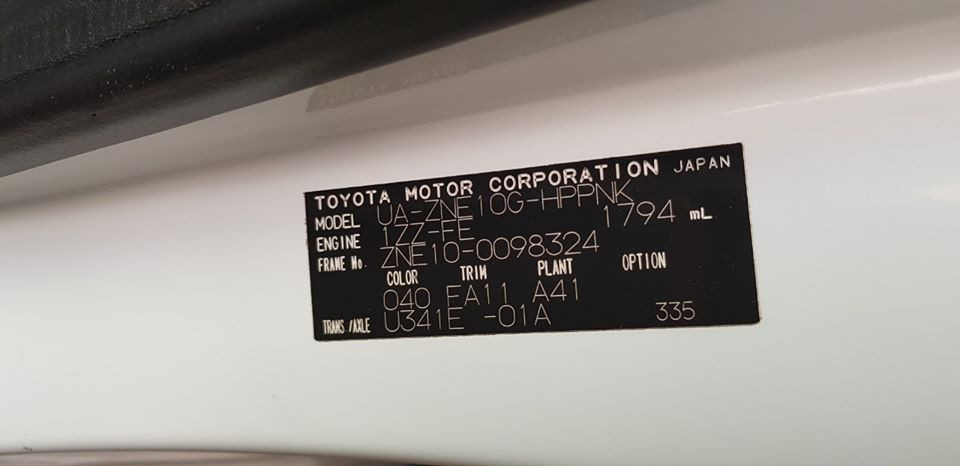 TOYOTA MOTOR CORPORATION JAPAN
MODEL UA-ZNE10G-HPPNK
ENGINE 1ZZ-FE 1794 mL
FRAME No. ZNE10-0098324
COLOR TRIM PLANT OPTION
040 EA11 A41
TRANS./AXLE U341E -01A 335